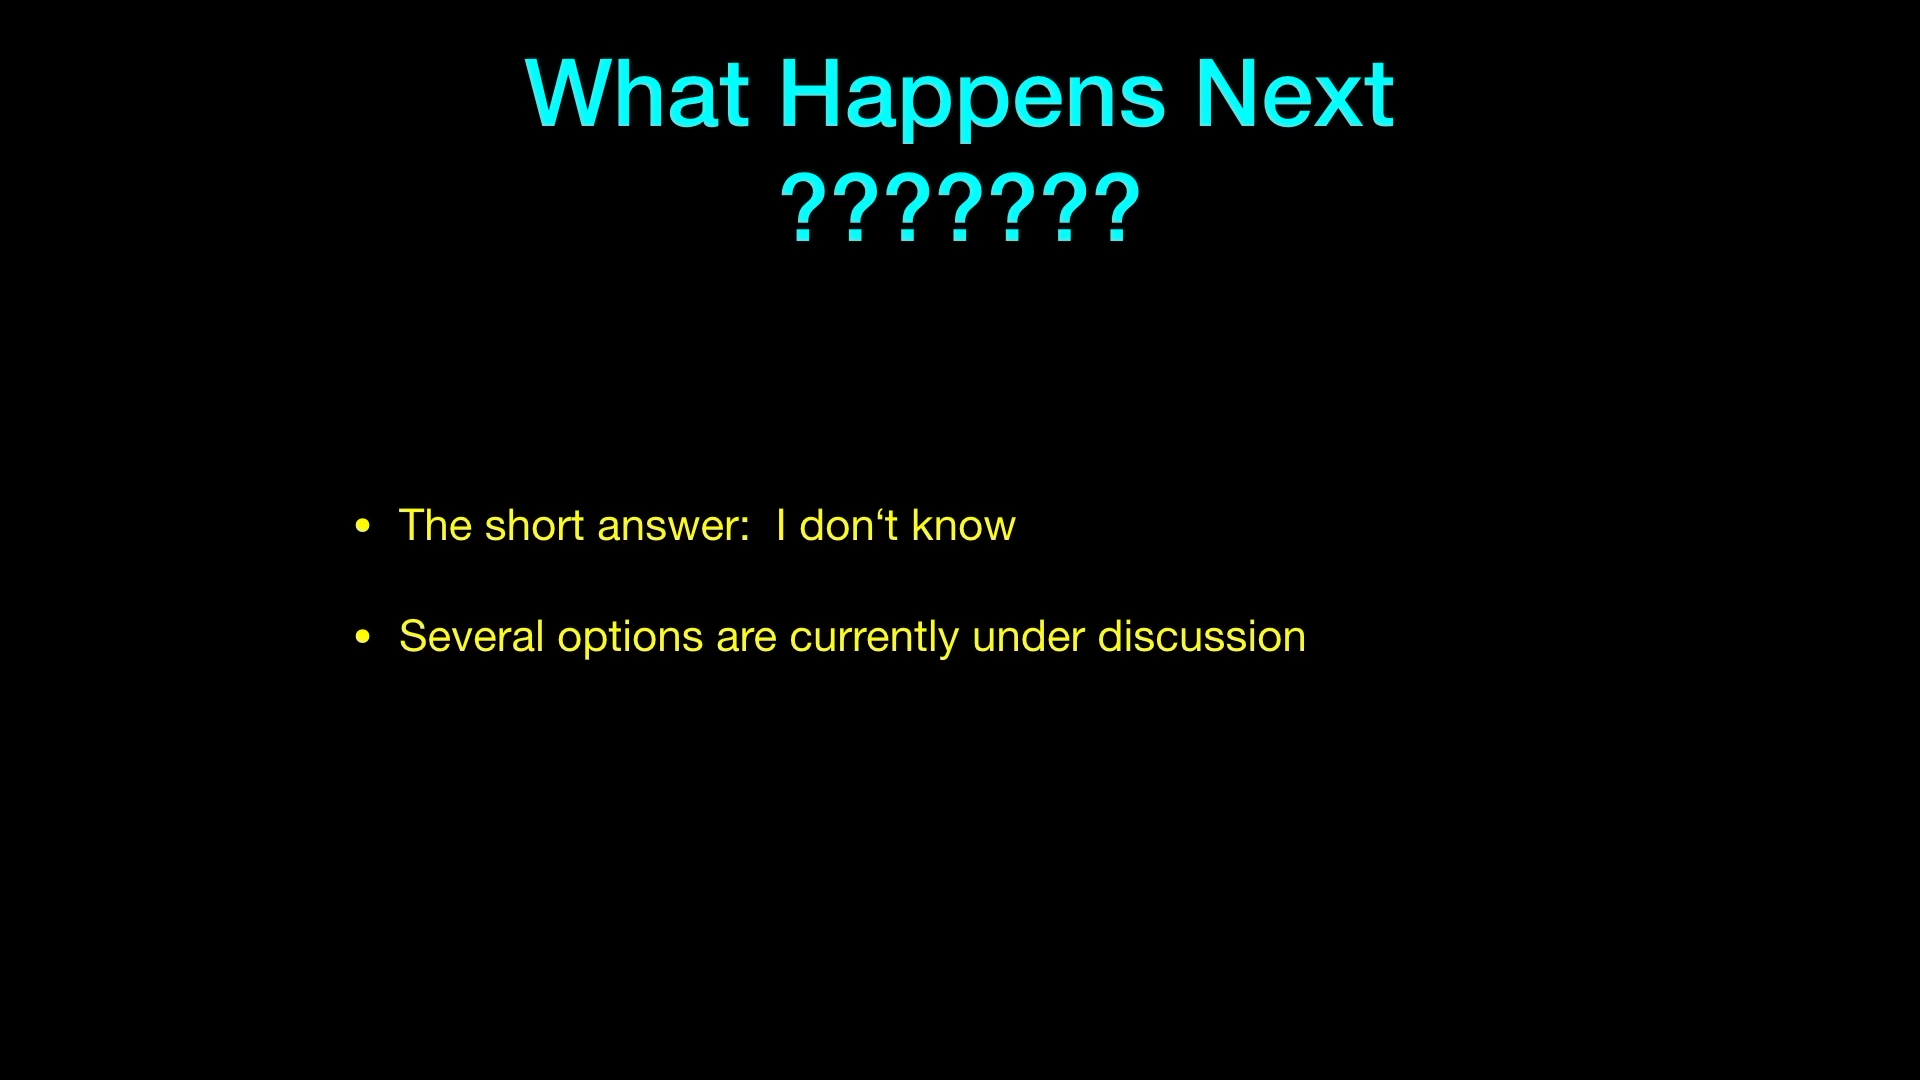 What Happens Next
???????
• The short answer:  I don‘t know
• Several options are currently under discussion